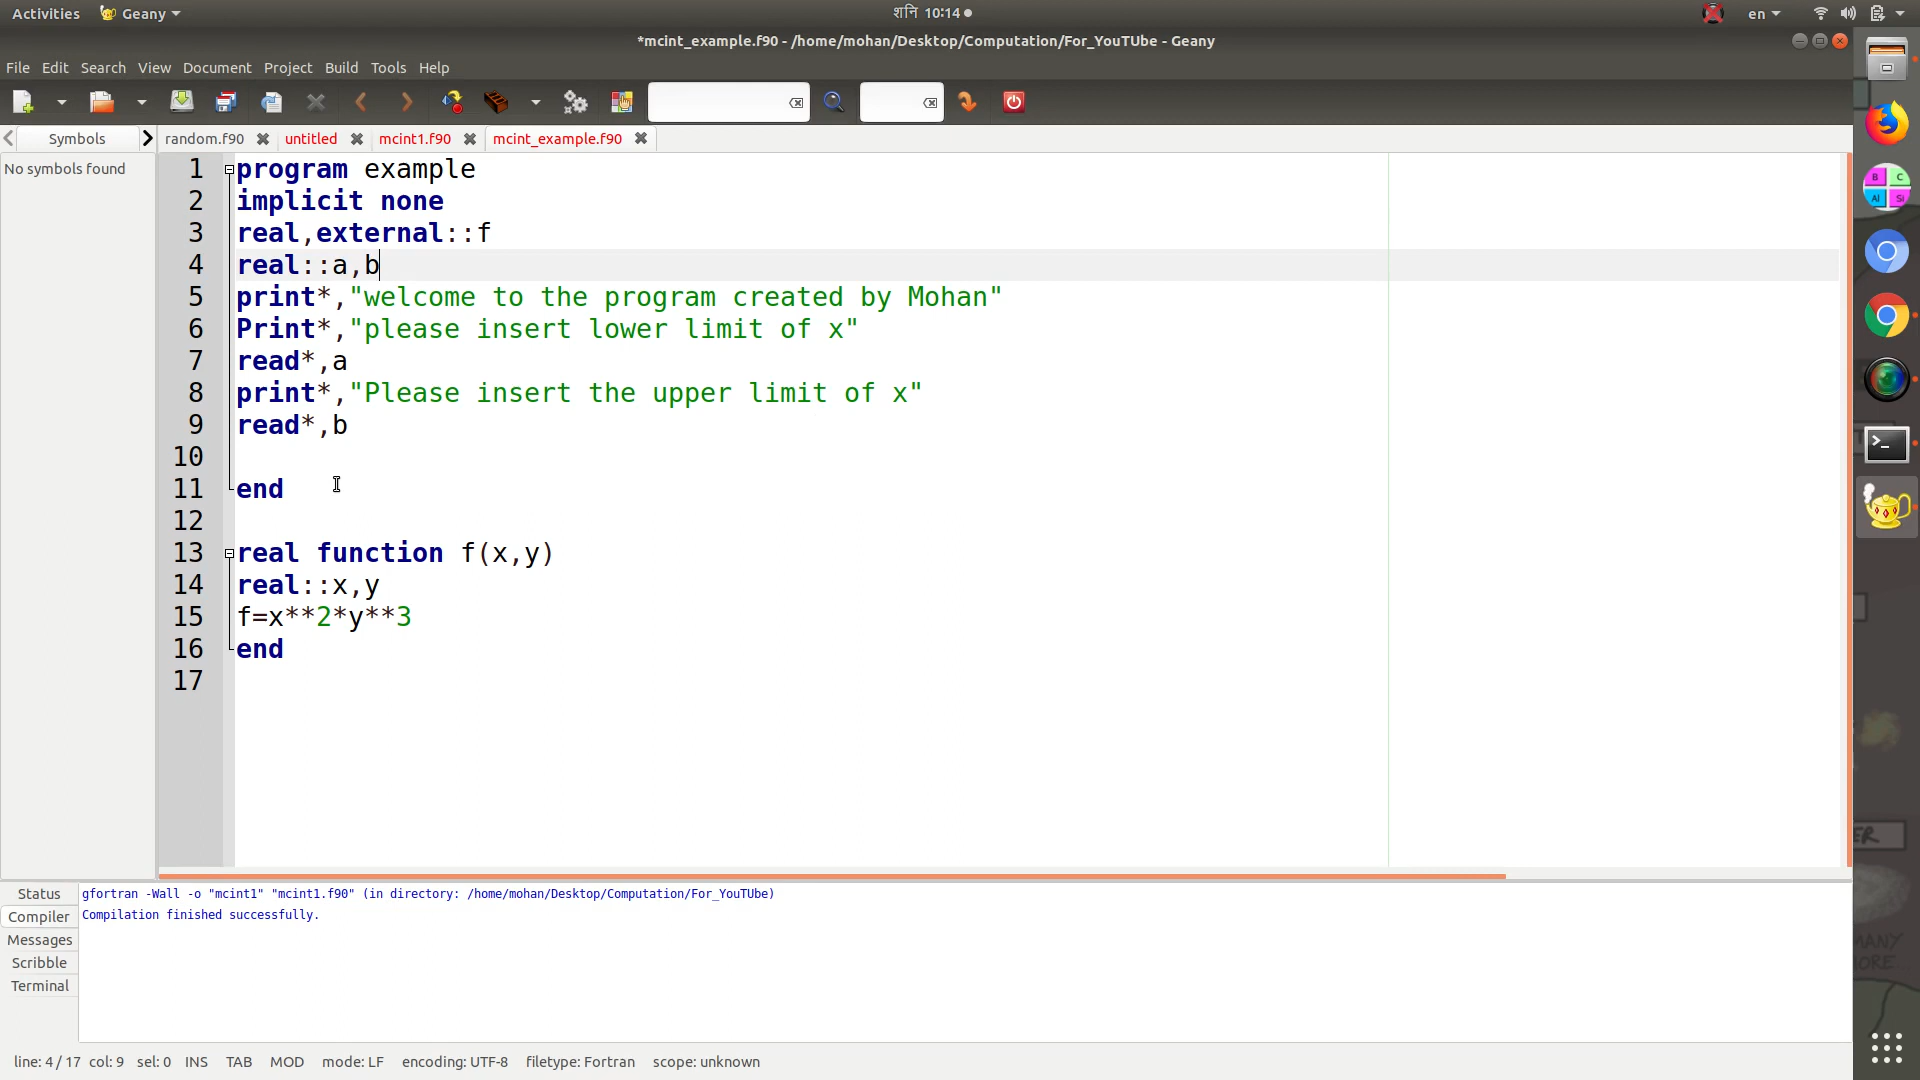 Activities Geany शनि 10:14 en
*mcint_example.f90 - /home/mohan/Desktop/Computation/For_YouTUbe - Geany
File Edit Search View Document Project Build Tools Help
Symbols random.f90 untitled mcint1.f90 mcint_example.f90
No symbols found
1 program example
2 implicit none
3 real,external::f
4 real::a,b
5 print*,"welcome to the program created by Mohan"
6 Print*,"please insert lower limit of x"
7 read*,a
8 print*,"Please insert the upper limit of x"
9 read*,b
10
11 end
12
13 real function f(x,y)
14 real::x,y
15 f=x**2*y**3
16 end
17
Status
Compiler
Messages
Scribble
Terminal
gfortran -Wall -o "mcint1" "mcint1.f90" (in directory: /home/mohan/Desktop/Computation/For_YouTUbe)
Compilation finished successfully.
line: 4 / 17 col: 9 sel: 0 INS TAB MOD mode: LF encoding: UTF-8 filetype: Fortran scope: unknown